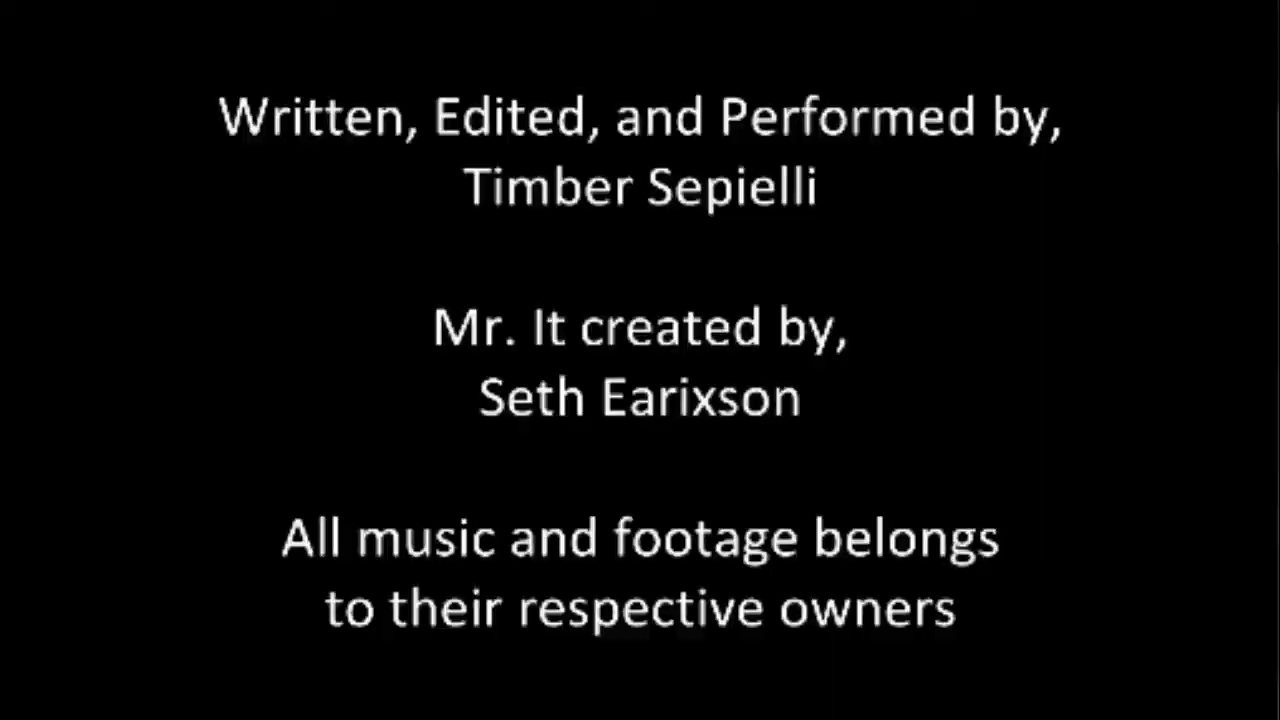 Written, Edited, and Performed by,
Timber Sepielli
Mr. It created by,
Seth Earixson
All music and footage belongs
to their respective owners